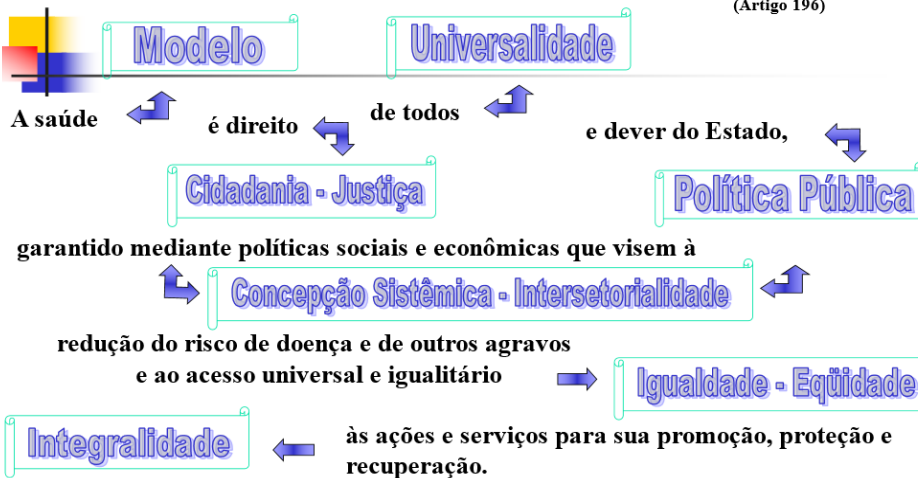 (Artigo 196)
Modelo
Universalidade
A saúde
é direito
de todos
e dever do Estado,
Cidadania - Justiça
Política Pública
garantido mediante políticas sociais e econômicas que visem à
Concepção Sistêmica - Intersetorialidade
redução do risco de doença e de outros agravos
e ao acesso universal e igualitário
Igualdade - Eqüidade
Integralidade
às ações e serviços para sua promoção, proteção e
recuperação.